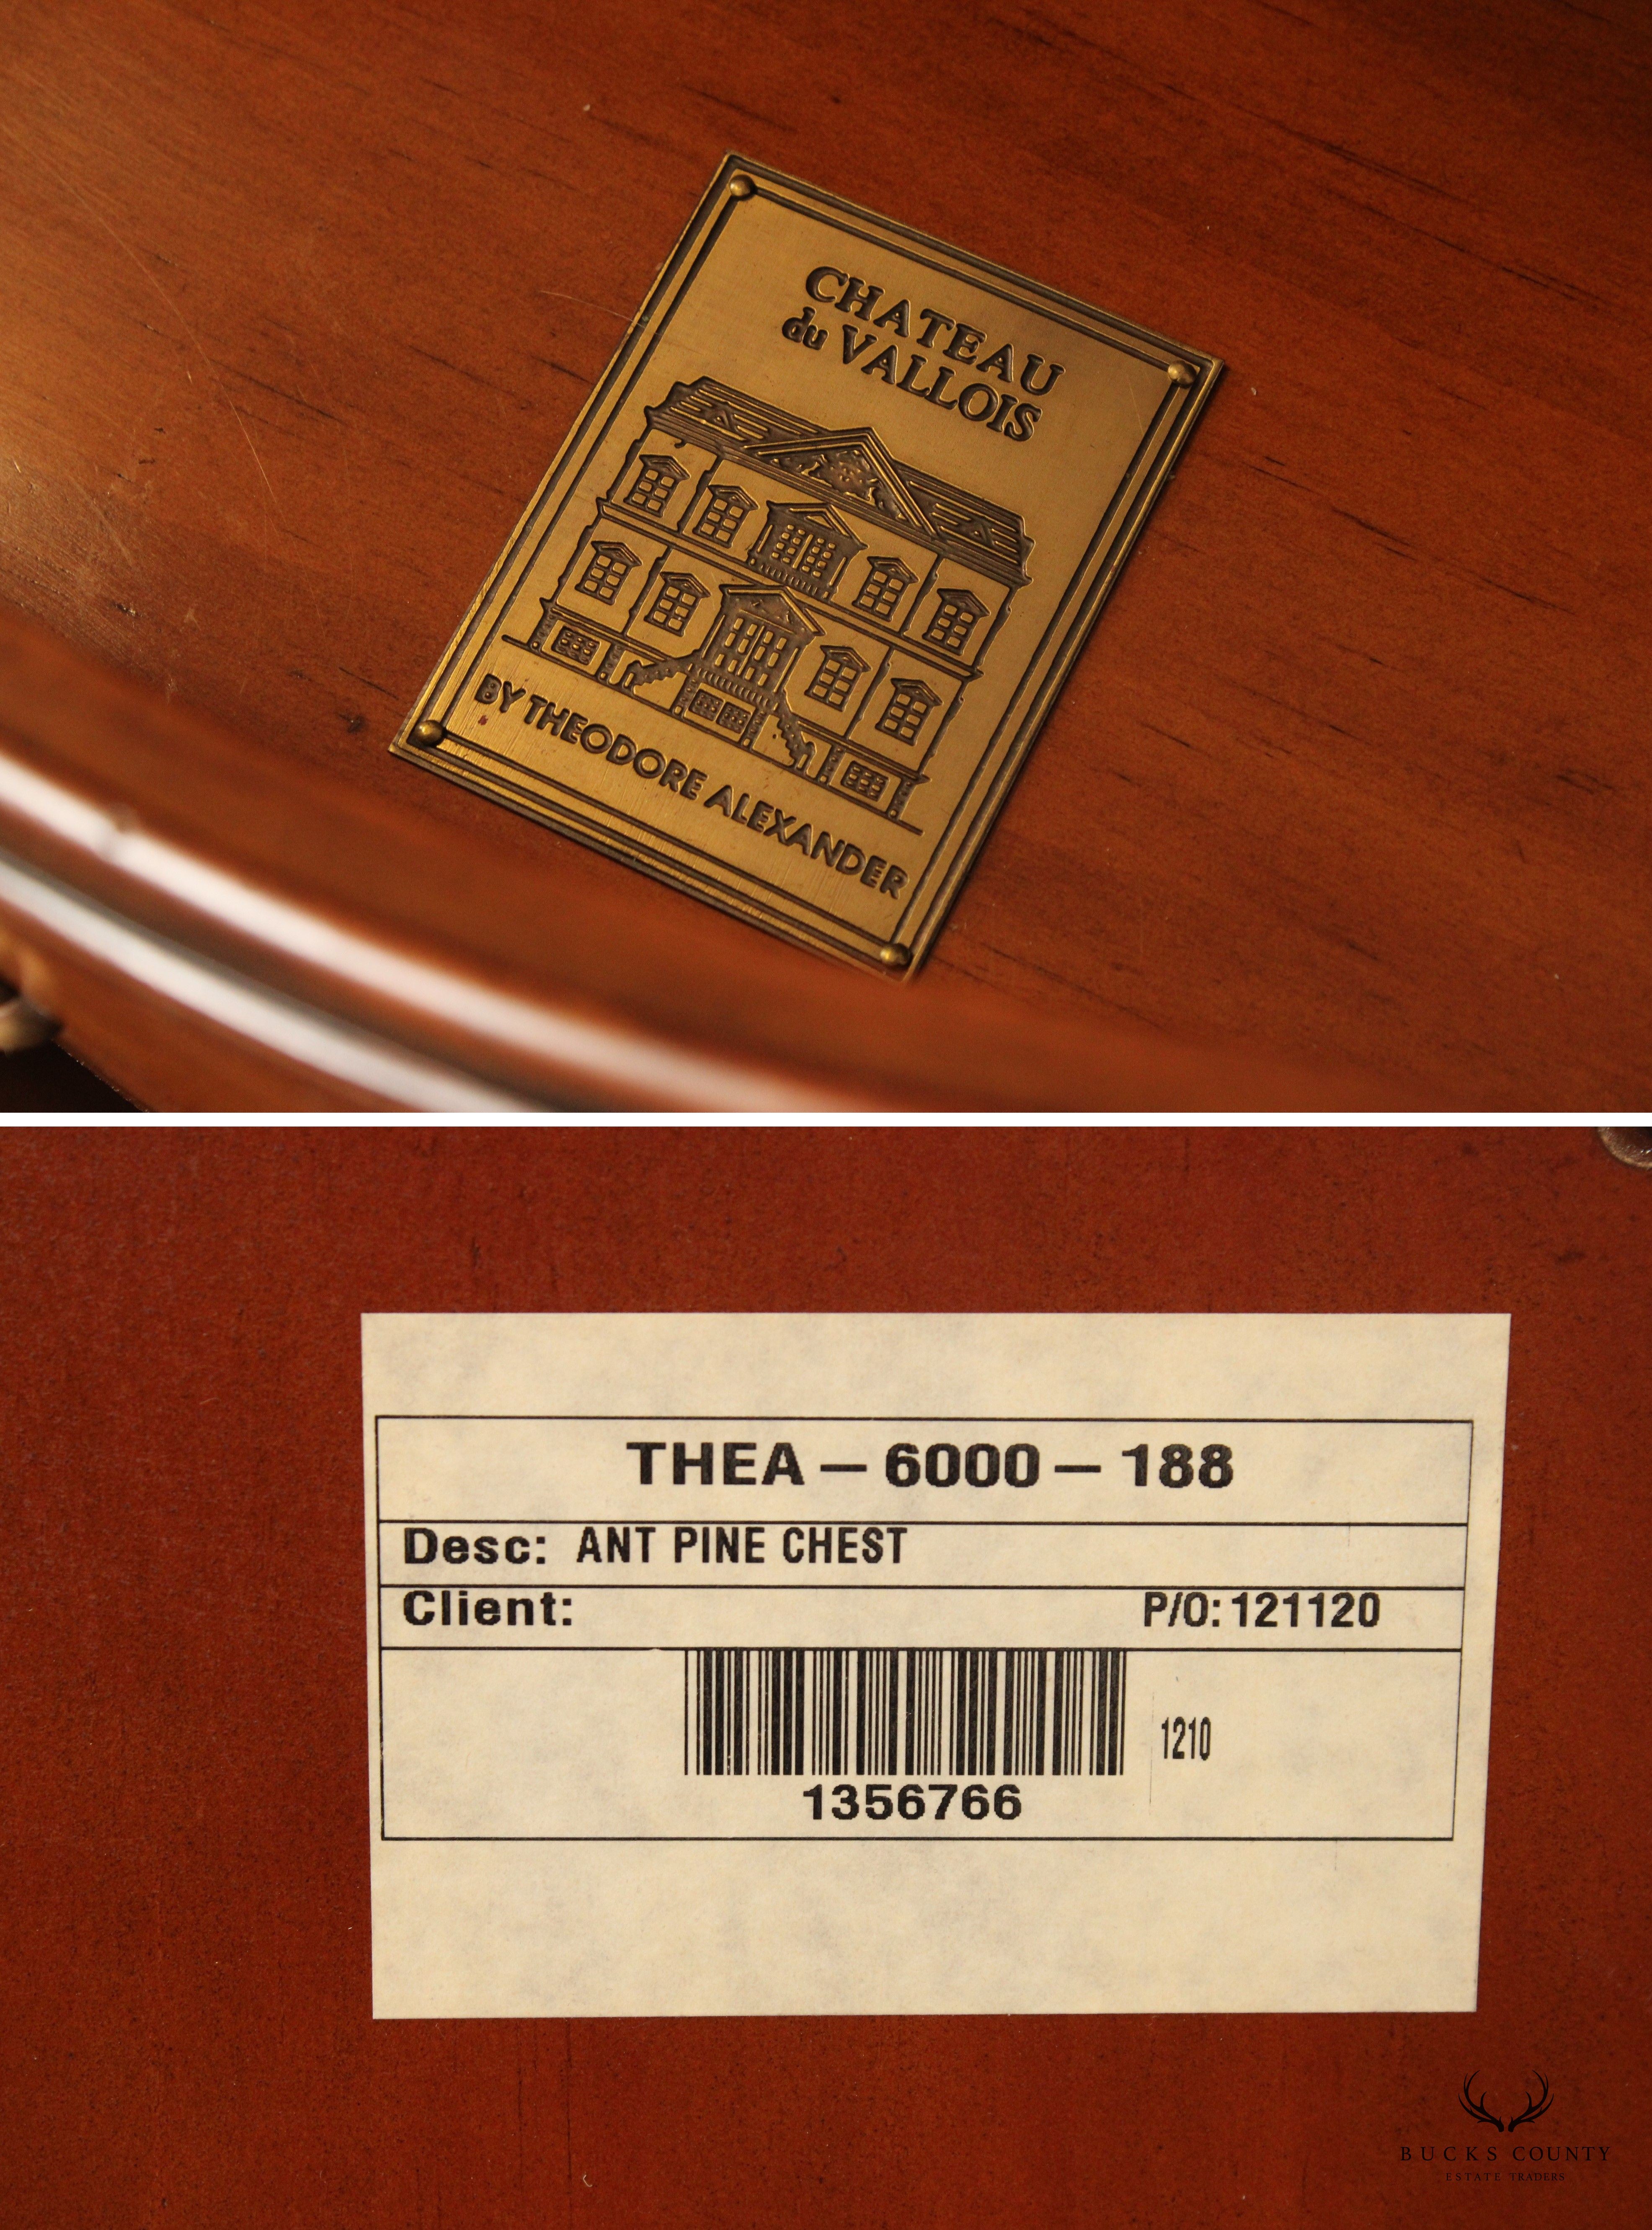 CHATEAU
du VALLOIS
BY THEODORE ALEXANDER
THEA – 6000 – 188
Desc: ANT PINE CHEST
Client: P/O: 121120
1210
1356766
BUCKS COUNTY
ESTATE TRADERS